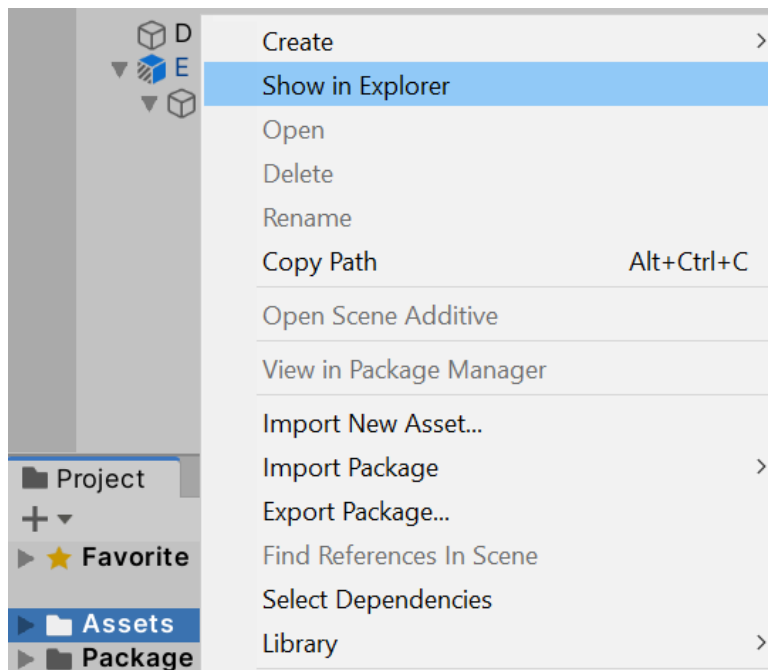 D
E
Create
Show in Explorer
Open
Delete
Rename
Copy Path Alt+Ctrl+C
Open Scene Additive
View in Package Manager
Import New Asset...
Import Package
Export Package...
Find References In Scene
Select Dependencies
Library
Project
Favorite
Assets
Package